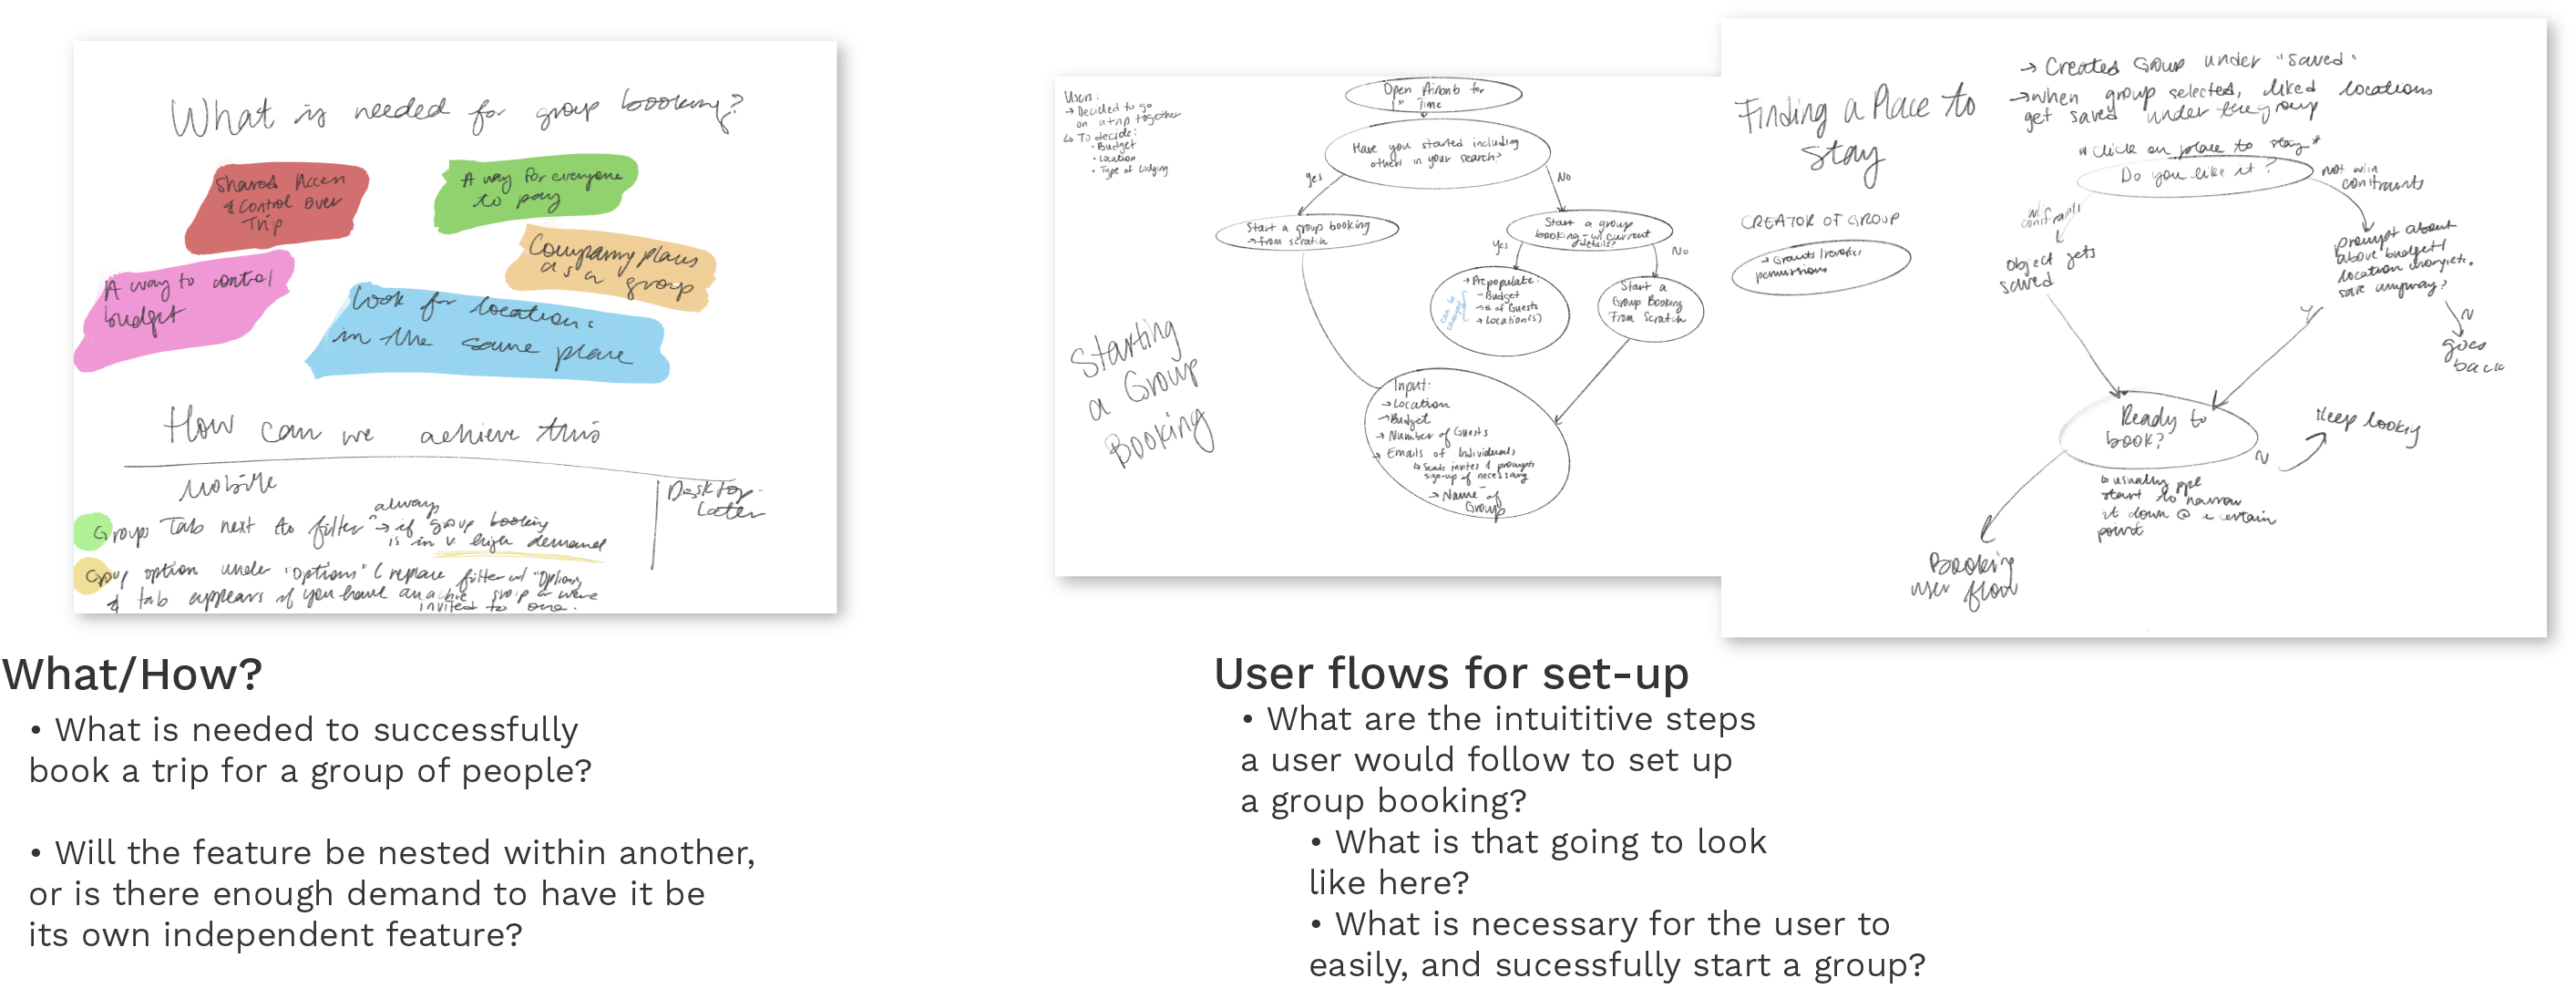 What is needed for group booking?
Shared Access
& Control over
Trip
A way for everyone
to pay
Comparing places
as a group
A way to control
budget
Look for locations
in the same place
How can we achieve this
Mobile
Desktop -
Later
always
Groups Tab next to filter → if group booking
is in v high demand
Group option under "Options" ( replace filter w/ "Options"
& tab appears if you have an active group or were
invited to one.
What/How?
• What is needed to successfully
book a trip for a group of people?
• Will the feature be nested within another,
or is there enough demand to have it be
its own independent feature?
Users:
→ Decided to go
on a trip together
↳ To decide:
• Budget
• Location
• Type of Lodging
Starting
a Group
Booking
Open Airbnb for
1st Time
Have you started including
others in your search?
Yes
No
Start a group booking
→ from scratch
Start a group
booking - w/ current
details?
Yes
No
→ Prepopulate:
- Budget
→ # of Guests
→ Location(s)
can be
changed
Start a
Group Booking
From Scratch
Input:
→ Location
→ Budget
→ Number of Guests
→ Emails of Individuals
↳ Sends invites & prompts
sign-up if necessary
→ Name of
Group
Finding a Place to
Stay
→ Creates Group under "Saved"
→ when group selected, liked locations
get saved under the group
CREATOR OF GROUP
→ Grants/revokes
permissions
* Click on place to stay *
Do you like it?
w/in
constraints
not w/in
constraints
object gets
saved
prompt about
above budget/
location
save anyway?
Y
N
goes
back
Ready to
book?
N
Keep looking
↳ usually ppl
start to narrow
it down @ a certain
point
Booking
user flow
User flows for set-up
• What are the intuititive steps
a user would follow to set up
a group booking?
• What is that going to look
like here?
• What is necessary for the user to
easily, and sucessfully start a group?